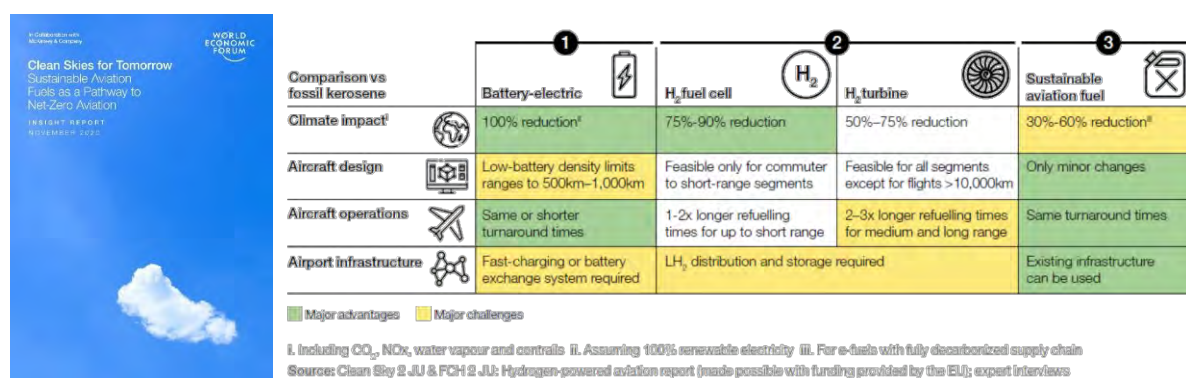 In Collaboration with
McKinsey & Company
WORLD
ECONOMIC
FORUM
Clean Skies for Tomorrow
Sustainable Aviation
Fuels as a Pathway to
Net-Zero Aviation
INSIGHT REPORT
NOVEMBER 2020
1
2
3
Comparison vs
fossil kerosene
Battery-electric
H₂ fuel cell
H₂
H₂ turbine
Sustainable
aviation fuel
Climate impactⁱ
100% reductionⁱⁱ
75%-90% reduction
50%–75% reduction
30%-60% reductionⁱⁱⁱ
Aircraft design
Low-battery density limits
ranges to 500km–1,000km
Feasible only for commuter
to short-range segments
Feasible for all segments
except for flights >10,000km
Only minor changes
Aircraft operations
Same or shorter
turnaround times
1-2x longer refuelling
times for up to short range
2–3x longer refuelling times
for medium and long range
Same turnaround times
Airport infrastructure
Fast-charging or battery
exchange system required
LH₂ distribution and storage required
Existing infrastructure
can be used
Major advantages Major challenges
i. Including CO₂, NOx, water vapour and contrails ii. Assuming 100% renewable electricity iii. For e-fuels with fully decarbonized supply chain
Source: Clean Sky 2 JU & FCH 2 JU: Hydrogen-powered aviation report (made possible with funding provided by the EU); expert interviews